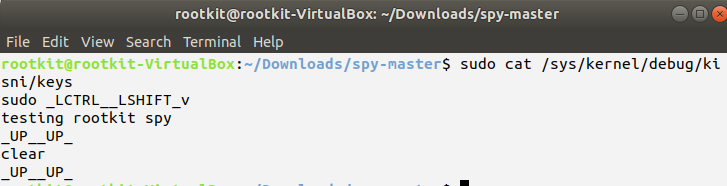 rootkit@rootkit-VirtualBox: ~/Downloads/spy-master
File Edit View Search Terminal Help
rootkit@rootkit-VirtualBox:~/Downloads/spy-master$ sudo cat /sys/kernel/debug/ki
sni/keys
sudo _LCTRL__LSHIFT_v
testing rootkit spy
_UP__UP_
clear
_UP__UP_